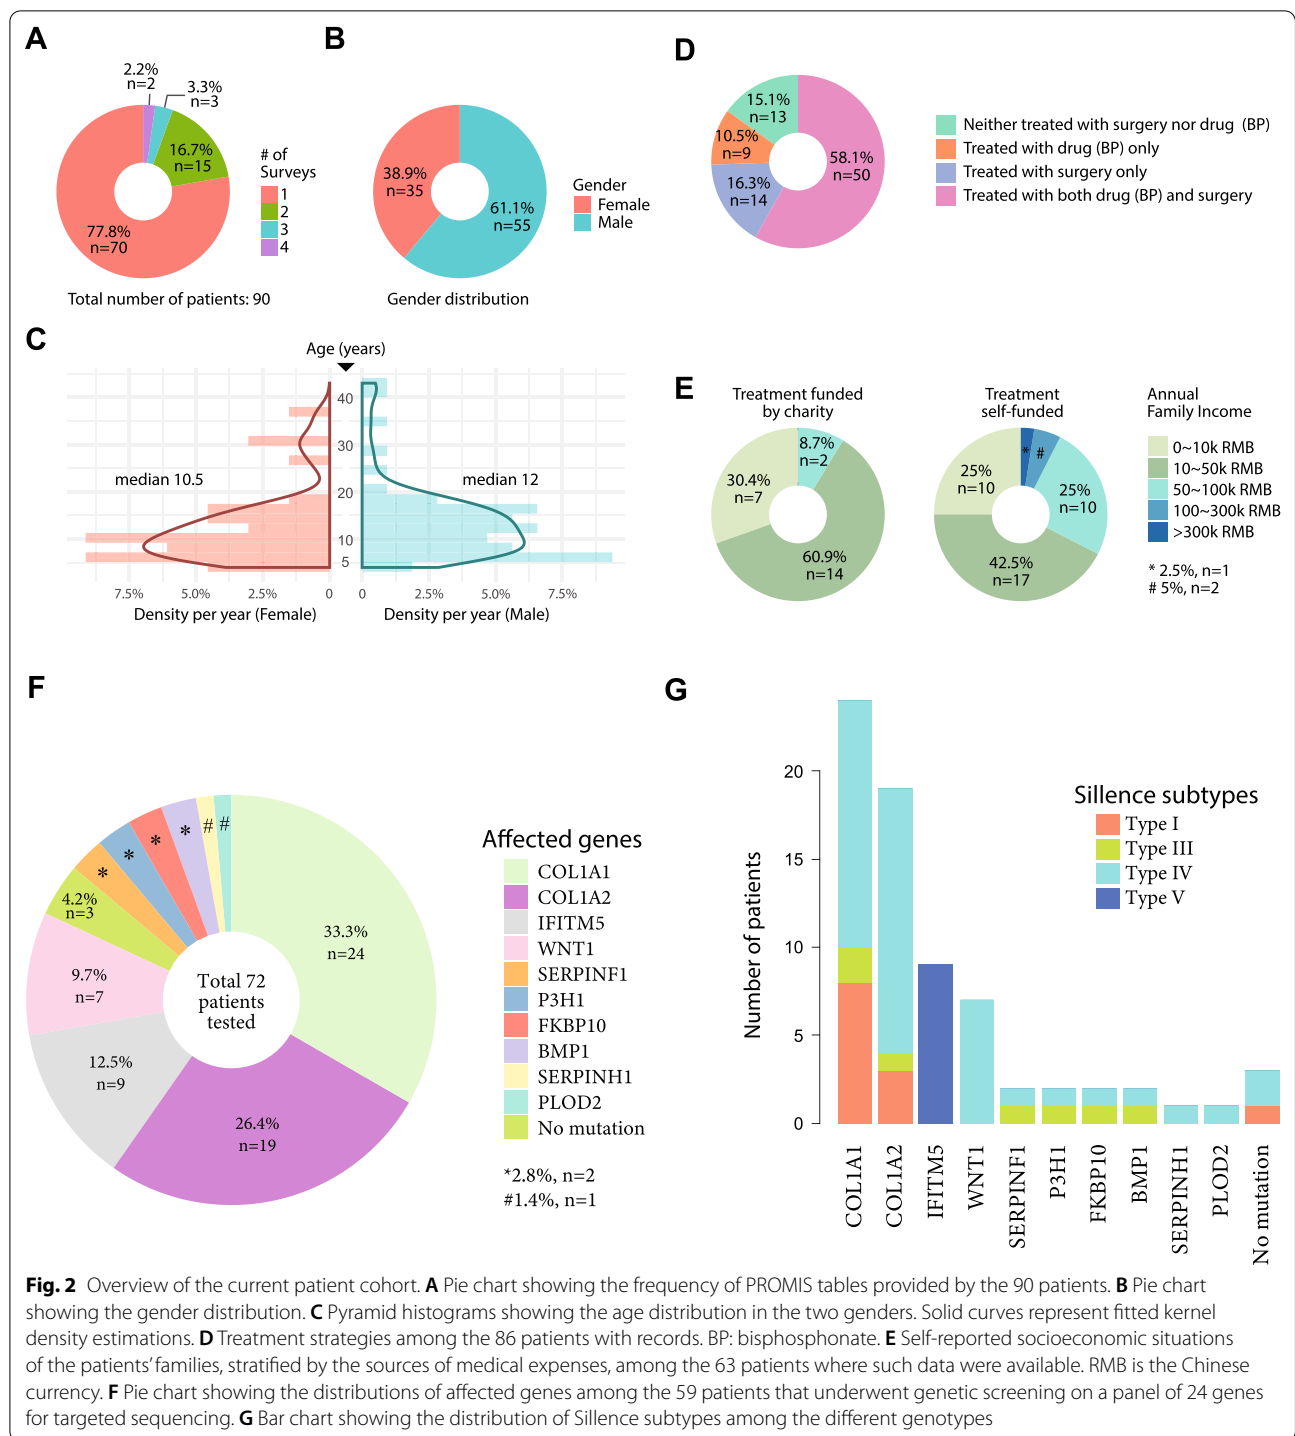 A
2.2%
n=2
3.3%
n=3
16.7%
n=15
77.8%
n=70
# of
Surveys
1
2
3
4
Total number of patients: 90
B
38.9%
n=35
61.1%
n=55
Gender
Female
Male
Gender distribution
D
15.1%
n=13
10.5%
n=9
16.3%
n=14
58.1%
n=50
Neither treated with surgery nor drug (BP)
Treated with drug (BP) only
Treated with surgery only
Treated with both drug (BP) and surgery
C
Age (years)
40
30
20
10
5
median 10.5
median 12
7.5%
5.0%
2.5%
0
0
2.5%
5.0%
7.5%
Density per year (Female)
Density per year (Male)
E
Treatment funded
by charity
8.7%
n=2
30.4%
n=7
60.9%
n=14
Treatment
self-funded
*
#
25%
n=10
25%
n=10
42.5%
n=17
Annual
Family Income
0~10k RMB
10~50k RMB
50~100k RMB
100~300k RMB
>300k RMB
* 2.5%, n=1
# 5%, n=2
F
33.3%
n=24
26.4%
n=19
12.5%
n=9
9.7%
n=7
4.2%
n=3
*
*
*
*
#
#
Total 72
patients
tested
Affected genes
COL1A1
COL1A2
IFITM5
WNT1
SERPINF1
P3H1
FKBP10
BMP1
SERPINH1
PLOD2
No mutation
*2.8%, n=2
#1.4%, n=1
G
Number of patients
20
15
10
5
0
Sillence subtypes
Type I
Type III
Type IV
Type V
COL1A1
COL1A2
IFITM5
WNT1
SERPINF1
P3H1
FKBP10
BMP1
SERPINH1
PLOD2
No mutation
Fig. 2 Overview of the current patient cohort. A Pie chart showing the frequency of PROMIS tables provided by the 90 patients. B Pie chart
showing the gender distribution. C Pyramid histograms showing the age distribution in the two genders. Solid curves represent fitted kernel
density estimations. D Treatment strategies among the 86 patients with records. BP: bisphosphonate. E Self-reported socioeconomic situations
of the patients' families, stratified by the sources of medical expenses, among the 63 patients where such data were available. RMB is the Chinese
currency. F Pie chart showing the distributions of affected genes among the 59 patients that underwent genetic screening on a panel of 24 genes
for targeted sequencing. G Bar chart showing the distribution of Sillence subtypes among the different genotypes